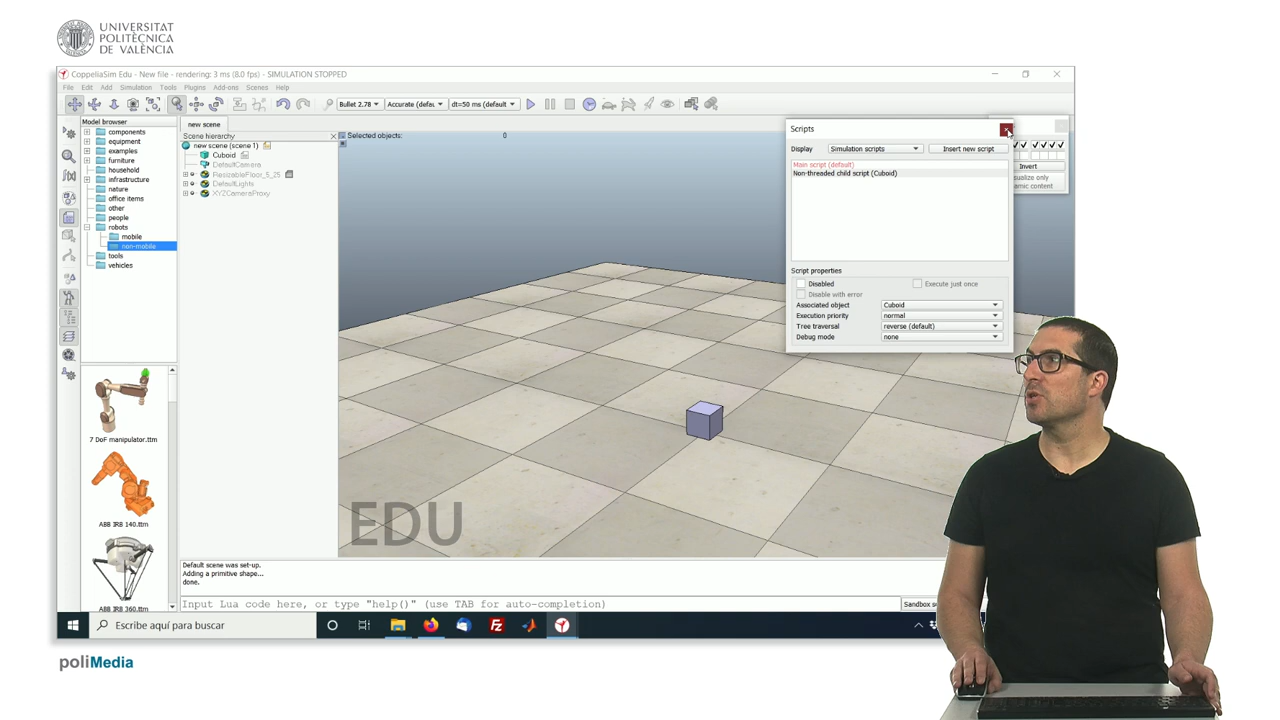 UNIVERSITAT
POLITÈCNICA
DE VALÈNCIA
CoppeliaSim Edu - New file - rendering: 3 ms (8.0 fps) - SIMULATION STOPPED
File Edit Add Simulation Tools Plugins Add-ons Scenes Help
Bullet 2.78 Accurate (defau dt=50 ms (default)
Model browser
components
equipment
examples
furniture
household
infrastructure
nature
office items
other
people
robots
mobile
non-mobile
tools
vehicles
7 DoF manipulator.ttm
ABB IRB 140.ttm
ABB IRB 360.ttm
new scene
Scene hierarchy
new scene (scene 1)
Cuboid
DefaultCamera
ResizableFloor_5_25
DefaultLights
XYZCameraProxy
Selected objects: 0
Scripts
Display Simulation scripts Insert new script
Main script (default)
Non-threaded child script (Cuboid)
Script properties
Disabled Execute just once
Disable with error
Associated object Cuboid
Execution priority normal
Tree traversal reverse (default)
Debug mode none
Invert
EDU
Default scene was set-up.
Adding a primitive shape...
done.
Input Lua code here, or type "help()" (use TAB for auto-completion)
Escribe aquí para buscar
poliMedia